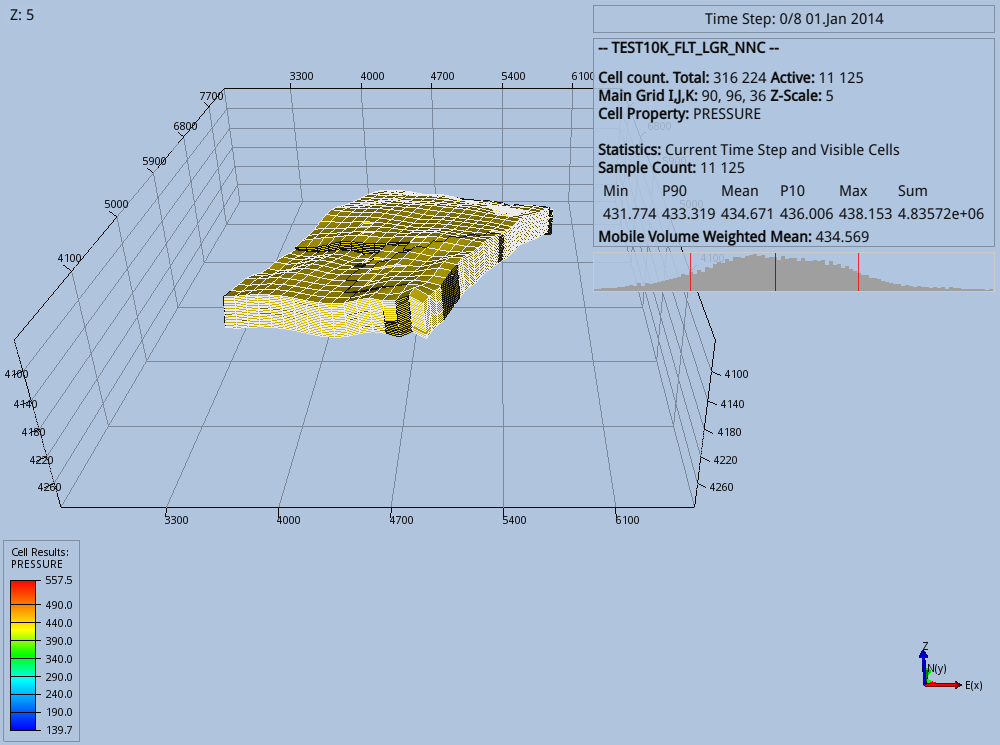 Z: 5
Time Step: 0/8 01.Jan 2014
-- TEST10K_FLT_LGR_NNC --
Cell count. Total: 316 224 Active: 11 125
Main Grid I,J,K: 90, 96, 36 Z-Scale: 5
Cell Property: PRESSURE
Statistics: Current Time Step and Visible Cells
Sample Count: 11 125
Min P90 Mean P10 Max Sum
431.774 433.319 434.671 436.006 438.153 4.83572e+06
Mobile Volume Weighted Mean: 434.569
3300 4000 4700 5400 6100
7700
6800
5900
5000
4100
6800
5000
4100
4100
4140
4180
4220
4260
4100
4140
4180
4220
4260
3300 4000 4700 5400 6100
Cell Results:
PRESSURE
557.5
490.0
440.0
390.0
340.0
290.0
240.0
190.0
139.7
Z
N(y)
E(x)